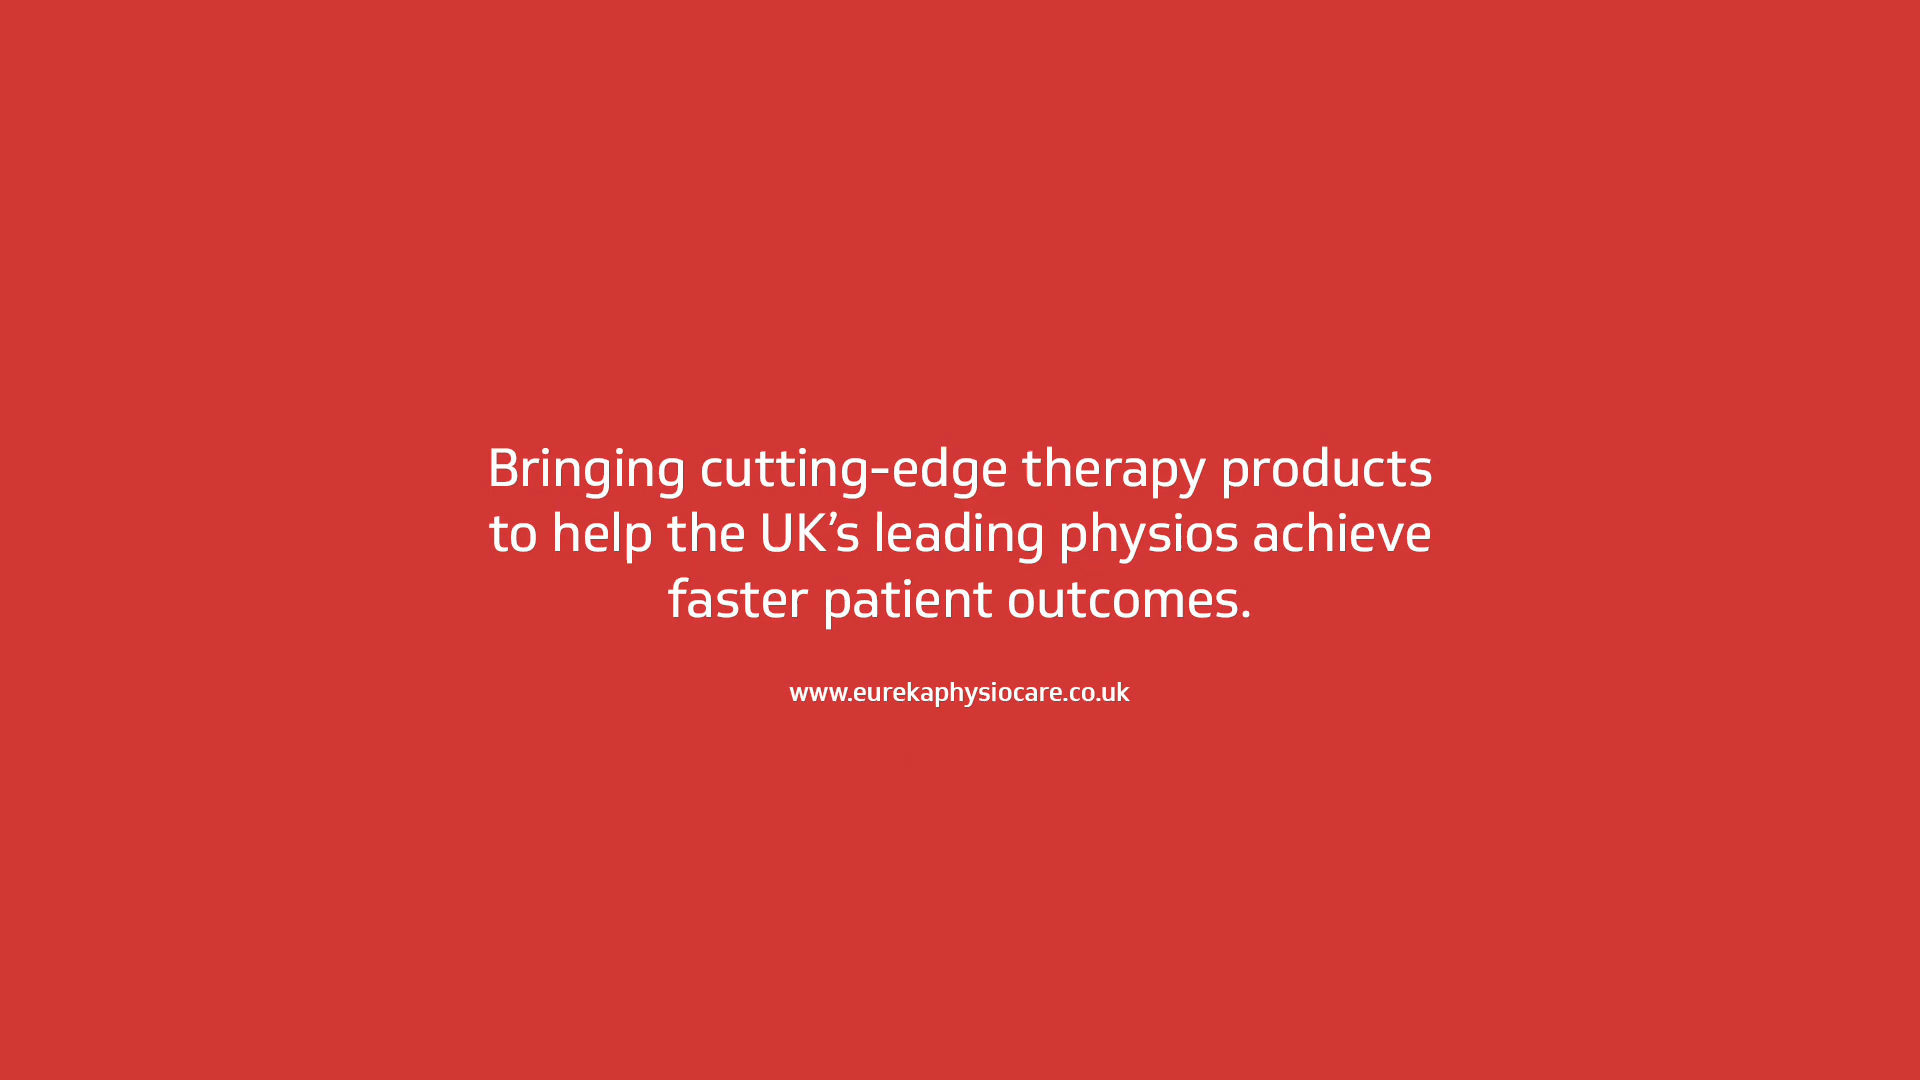 Bringing cutting-edge therapy products
to help the UK’s leading physios achieve
faster patient outcomes.
www.eurekaphysiocare.co.uk